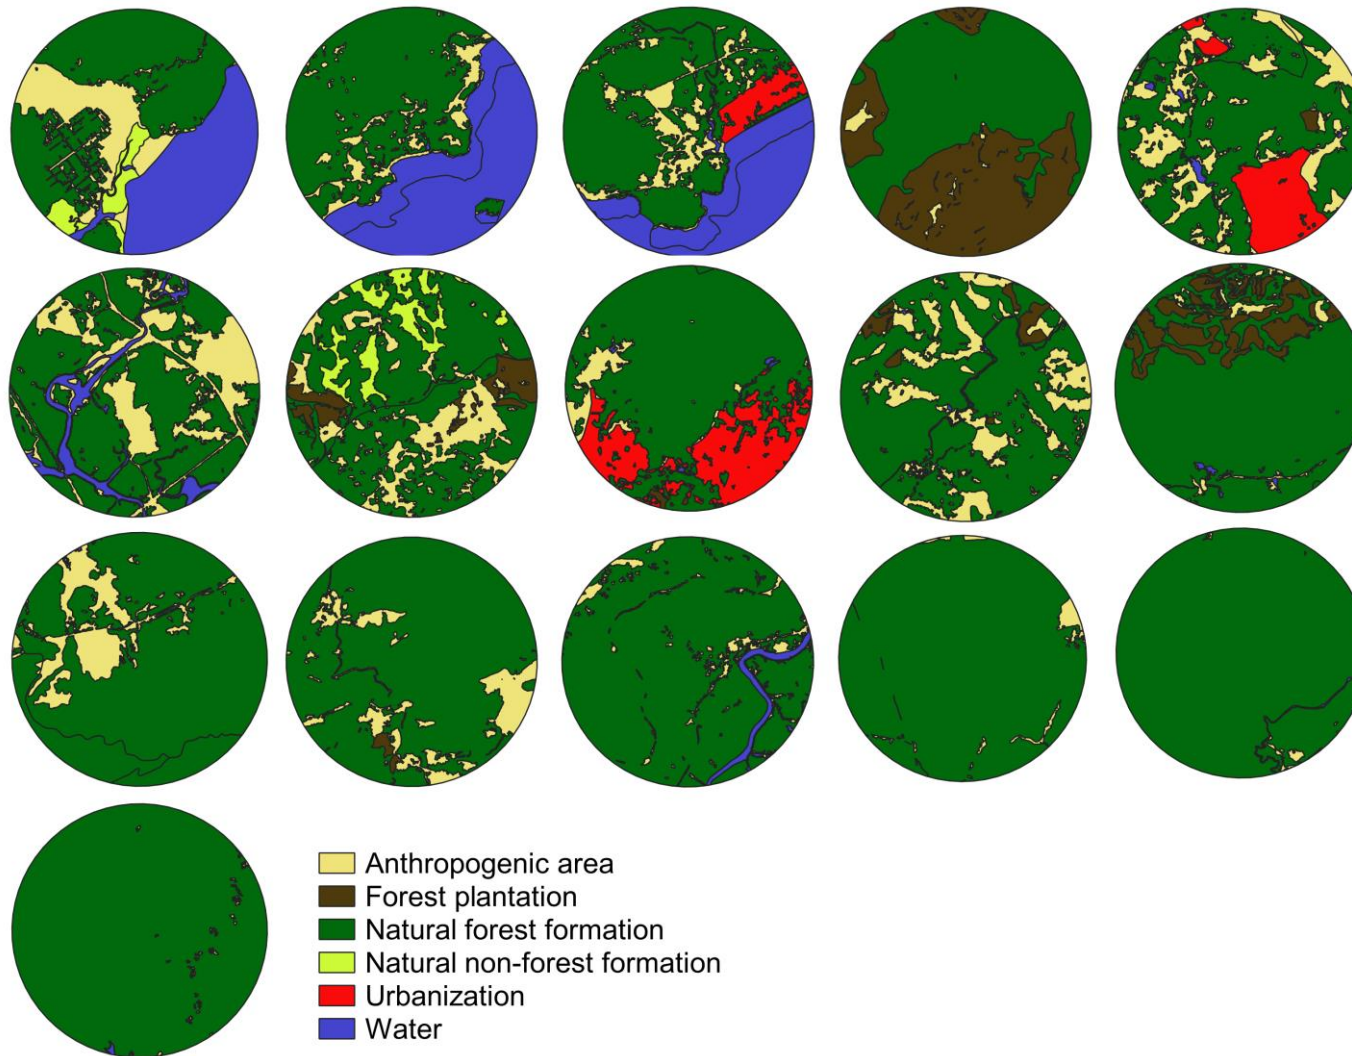 Anthropogenic area
Forest plantation
Natural forest formation
Natural non-forest formation
Urbanization
Water